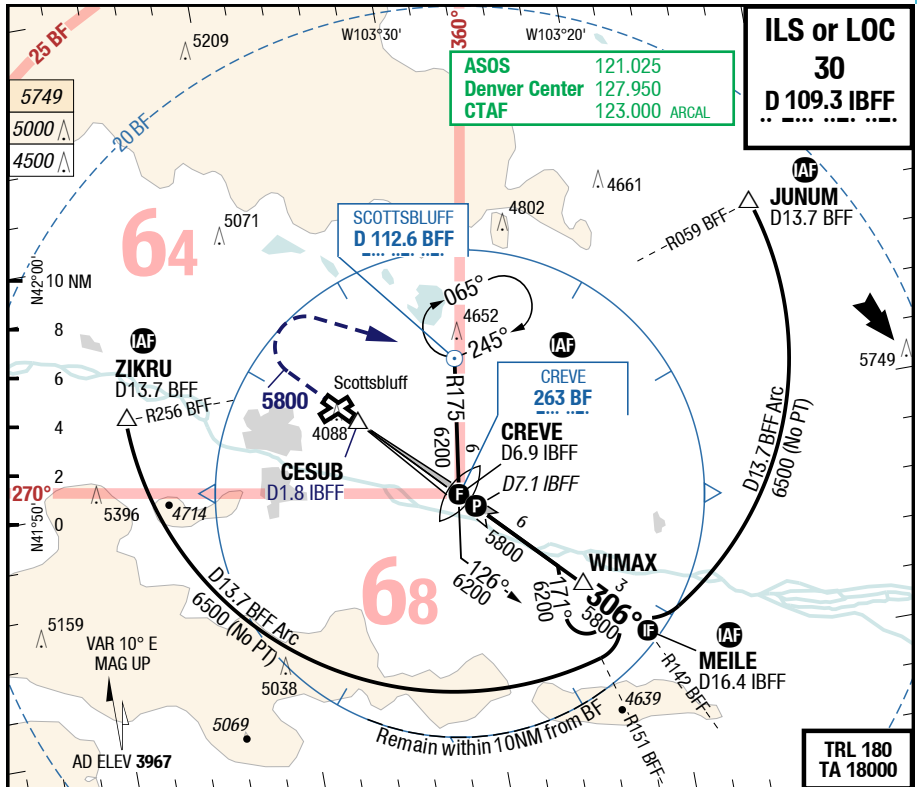 25 BF
5209
W103°30'
360°
W103°20'
ILS or LOC
30
D 109.3 IBFF
ASOS 121.025
Denver Center 127.950
CTAF 123.000 ARCAL
5749
5000
4500
20 BF
IAF
JUNUM
D13.7 BFF
R059 BFF
4661
4802
5071
64
SCOTTSBLUFF
D 112.6 BFF
N42°00'
10 NM
8
6
4
2
0
N41°50'
065°
245°
4652
IAF
5749
IAF
ZIKRU
D13.7 BFF
R256 BFF
5800
Scottsbluff
4088
R175
6200
6
CREVE
263 BF
CREVE
D6.9 IBFF
D7.1 IBFF
D13.7 BFF Arc
6500 (No PT)
CESUB
D1.8 IBFF
270°
F
P
5396
4714
6
5800
126°
6200
WIMAX
3
306°
5800
171°
6200
68
IF
IAF
MEILE
D16.4 IBFF
D13.7 BFF Arc
6500 (No PT)
5159
VAR 10° E
MAG UP
5038
5069
4639
R142 BFF
R151 BFF
Remain within 10NM from BF
AD ELEV 3967
TRL 180
TA 18000